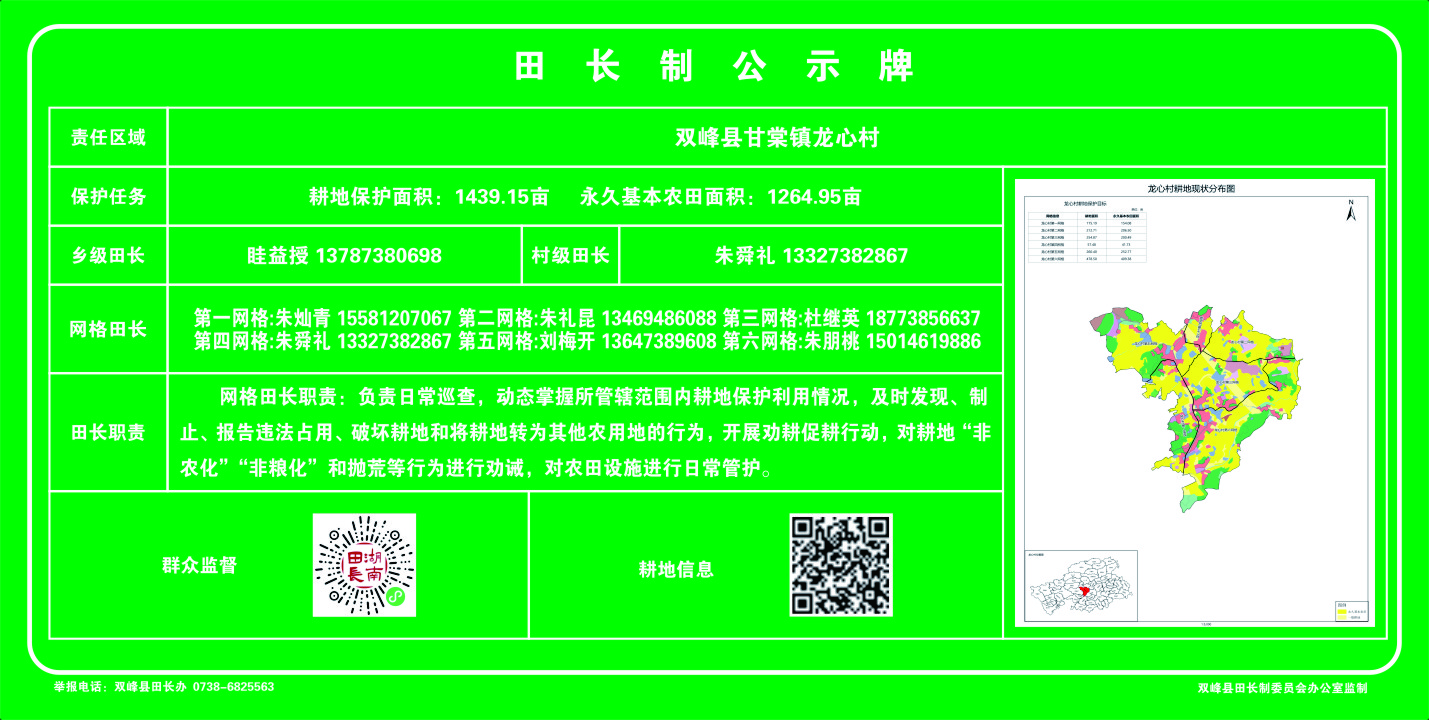 田长制公示牌
责任区域
双峰县甘棠镇龙心村
保护任务
耕地保护面积：1439.15亩 永久基本农田面积：1264.95亩
乡级田长
眭益授 13787380698
村级田长
朱舜礼 13327382867
网格田长
第一网格:朱灿青 15581207067 第二网格:朱礼昆 13469486088 第三网格:杜继英 18773856637
第四网格:朱舜礼 13327382867 第五网格:刘梅开 13647389608 第六网格:朱朋桃 15014619886
田长职责
网格田长职责：负责日常巡查，动态掌握所管辖范围内耕地保护利用情况，及时发现、制
止、报告违法占用、破坏耕地和将耕地转为其他农用地的行为，开展劝耕促耕行动，对耕地“非
农化”“非粮化”和抛荒等行为进行劝诫，对农田设施进行日常管护。
群众监督
湖南
田長
耕地信息
龙心村耕地现状分布图
龙心村耕地保护目标
N
举报电话：双峰县田长办 0738-6825563
双峰县田长制委员会办公室监制